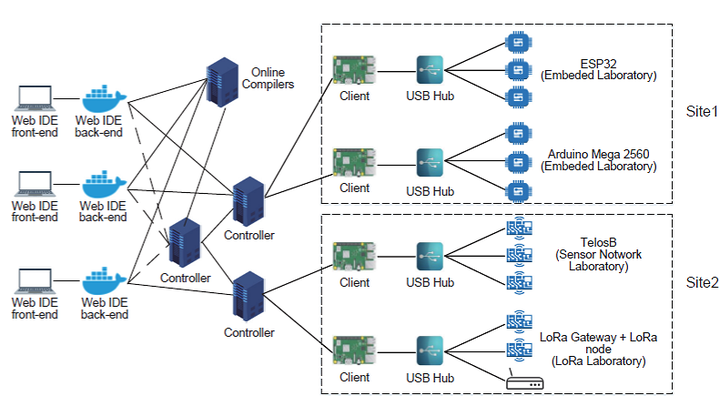 Online
Compilers
Web IDE
front-end
Web IDE
back-end
Web IDE
front-end
Web IDE
back-end
Web IDE
front-end
Web IDE
back-end
Controller
Controller
Controller
Client
USB Hub
ESP32
(Embeded Laboratory)
Client
USB Hub
Arduino Mega 2560
(Embeded Laboratory)
Site1
Client
USB Hub
TelosB
(Sensor Network
Laboratory)
Client
USB Hub
LoRa Gateway + LoRa
node
(LoRa Laboratory)
Site2